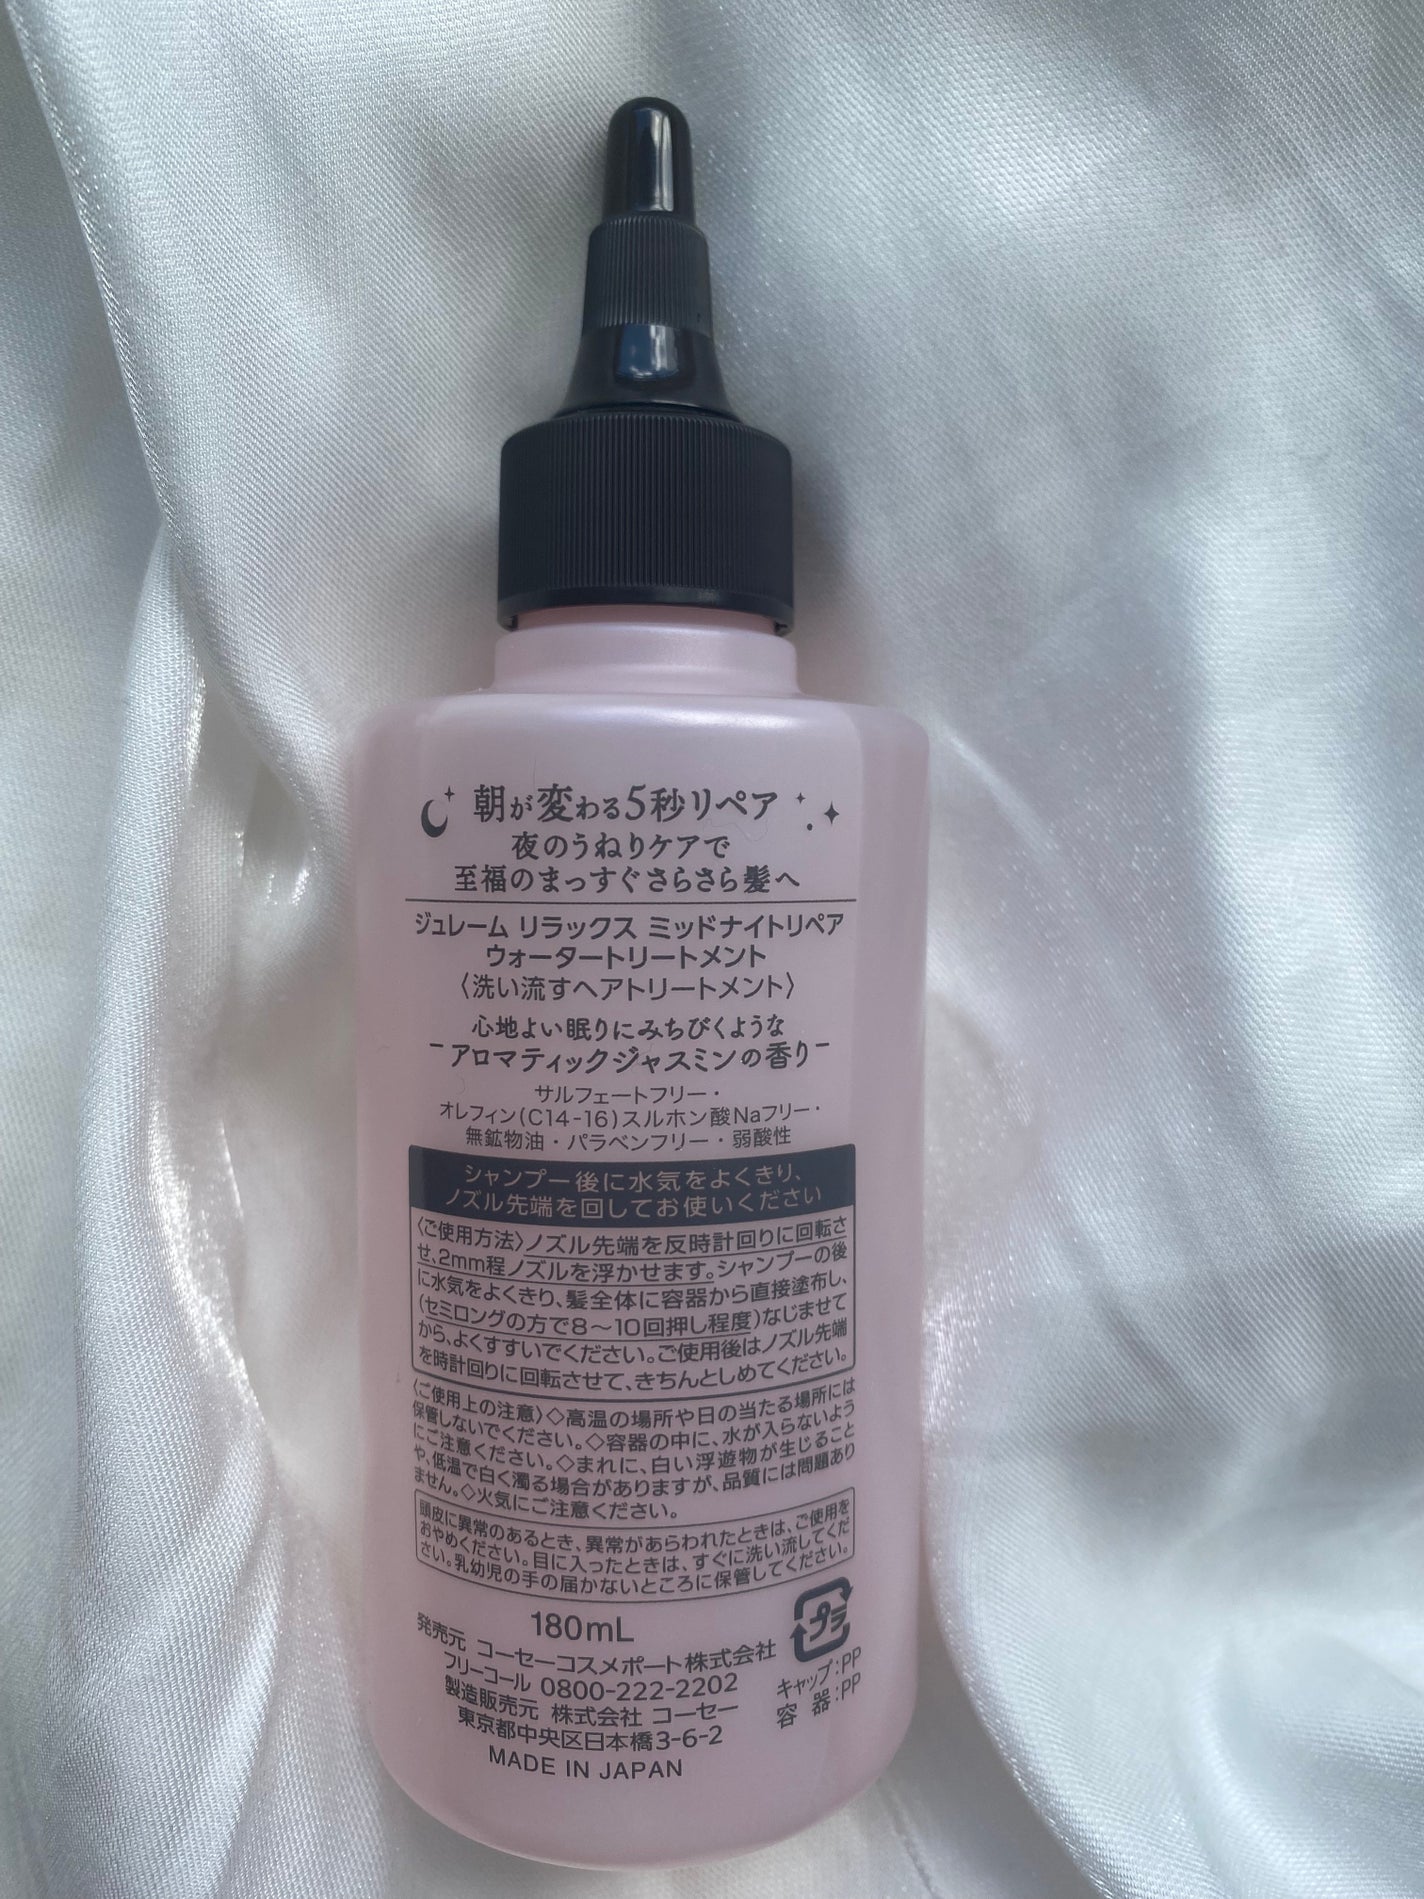 朝が変わる5秒リペア
夜のうねりケアで
至福のまっすぐさらさら髪へ
ジュレーム リラックス ミッドナイトリペア
ウォータートリートメント
〈洗い流すヘアトリートメント〉
心地よい眠りにみちびくような
－アロマティックジャスミンの香り－
サルフェートフリー・
オレフィン(C14-16)スルホン酸Naフリー・
無鉱物油・パラベンフリー・弱酸性
シャンプー後に水気をよくきり、
ノズル先端を回してお使いください
〈ご使用方法〉ノズル先端を反時計回りに回転さ
せ、2mm程ノズルを浮かせます。シャンプーの後
に水気をよくきり、髪全体に容器から直接塗布し、
(セミロングの方で8～10回押し程度)なじませて
から、よくすすいでください。ご使用後はノズル先端
を時計回りに回転させて、きちんとしめてください。
〈ご使用上の注意〉◇高温の場所や日の当たる場所には
保管しないでください。◇容器の中に、水が入らないよう
にご注意ください。◇まれに、白い浮遊物が生じること
や、低温で白く濁る場合がありますが、品質には問題あり
ません。◇火気にご注意ください。
頭皮に異常のあるとき、異常があらわれたときは、ご使用を
おやめください。目に入ったときは、すぐに洗い流してくだ
さい。乳幼児の手の届かないところに保管してください。
180mL
発売元 コーセーコスメポート株式会社
フリーコール 0800-222-2202
製造販売元 株式会社 コーセー
東京都中央区日本橋3-6-2
MADE IN JAPAN
プラ
キャップ:PP
容 器:PP